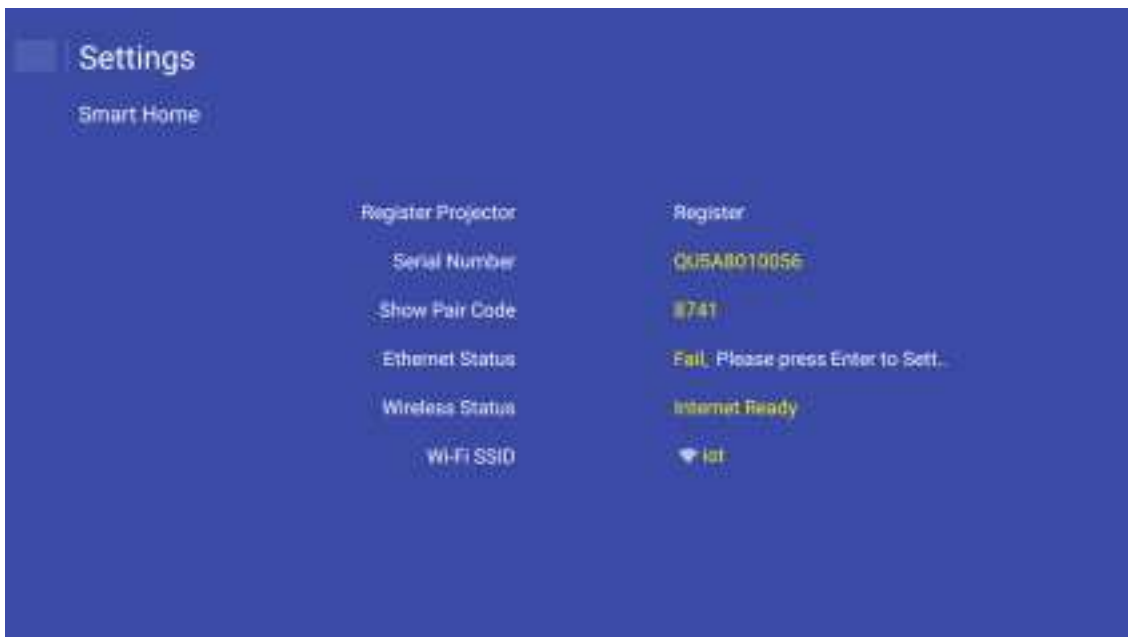 Settings
Smart Home
Register Projector Register
Serial Number QU5A8010056
Show Pair Code 8741
Ethernet Status Fail, Please press Enter to Sett..
Wireless Status Internet Ready
Wi-Fi SSID iot